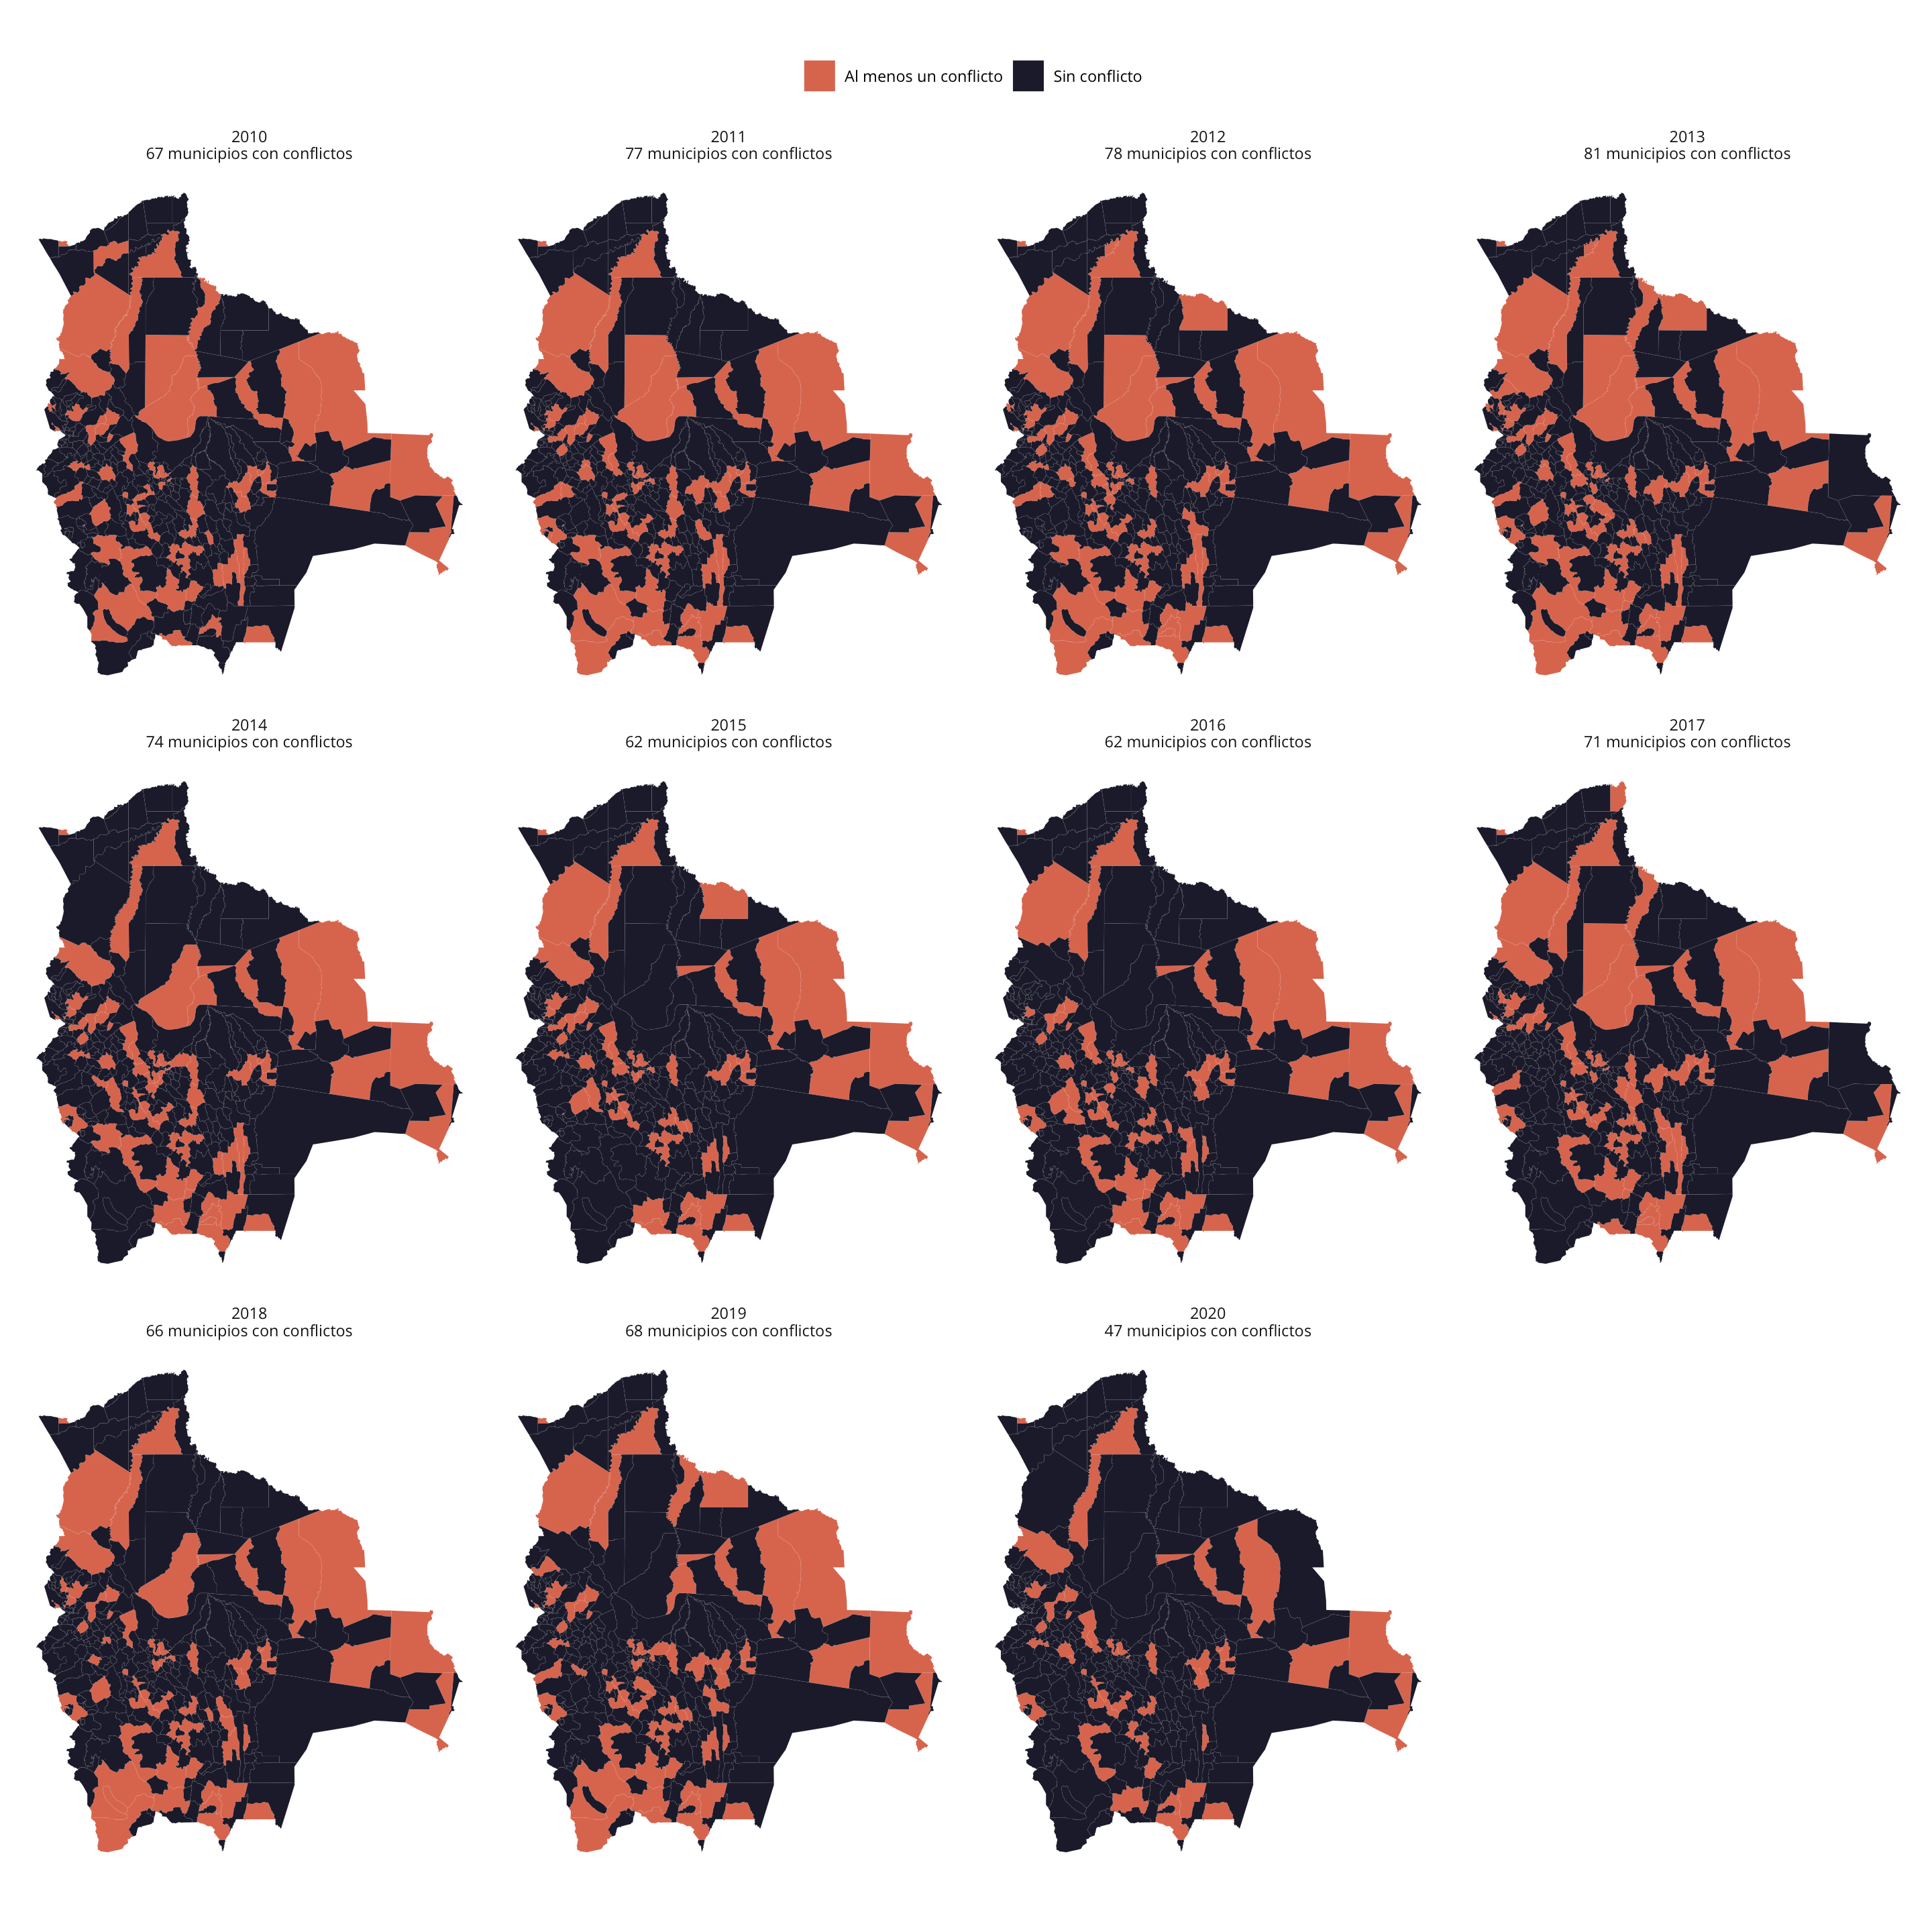 Al menos un conflicto
Sin conflicto
2010
67 municipios con conflictos
2011
77 municipios con conflictos
2012
78 municipios con conflictos
2013
81 municipios con conflictos
2014
74 municipios con conflictos
2015
62 municipios con conflictos
2016
62 municipios con conflictos
2017
71 municipios con conflictos
2018
66 municipios con conflictos
2019
68 municipios con conflictos
2020
47 municipios con conflictos